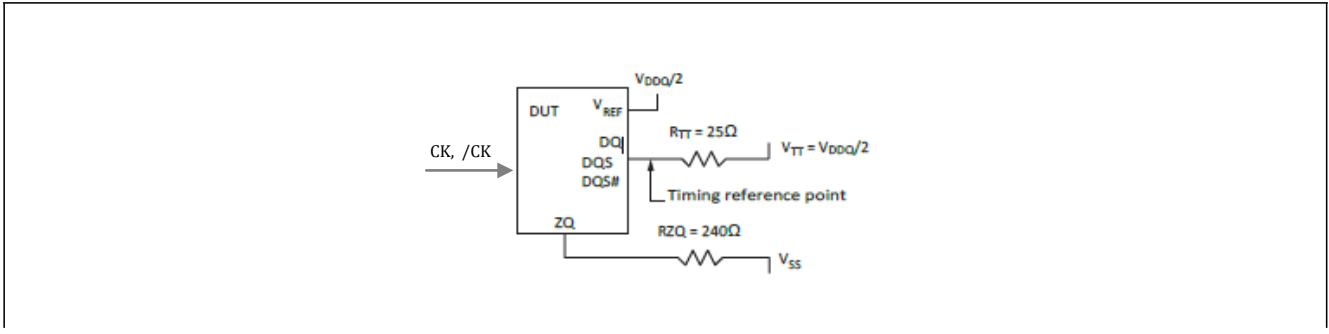 VDDQ/2
DUT
VREF
RTT = 25Ω
DQ
CK, /CK
VTT = VDDQ/2
DQS
DQS#
Timing reference point
ZQ
RZQ = 240Ω
VSS